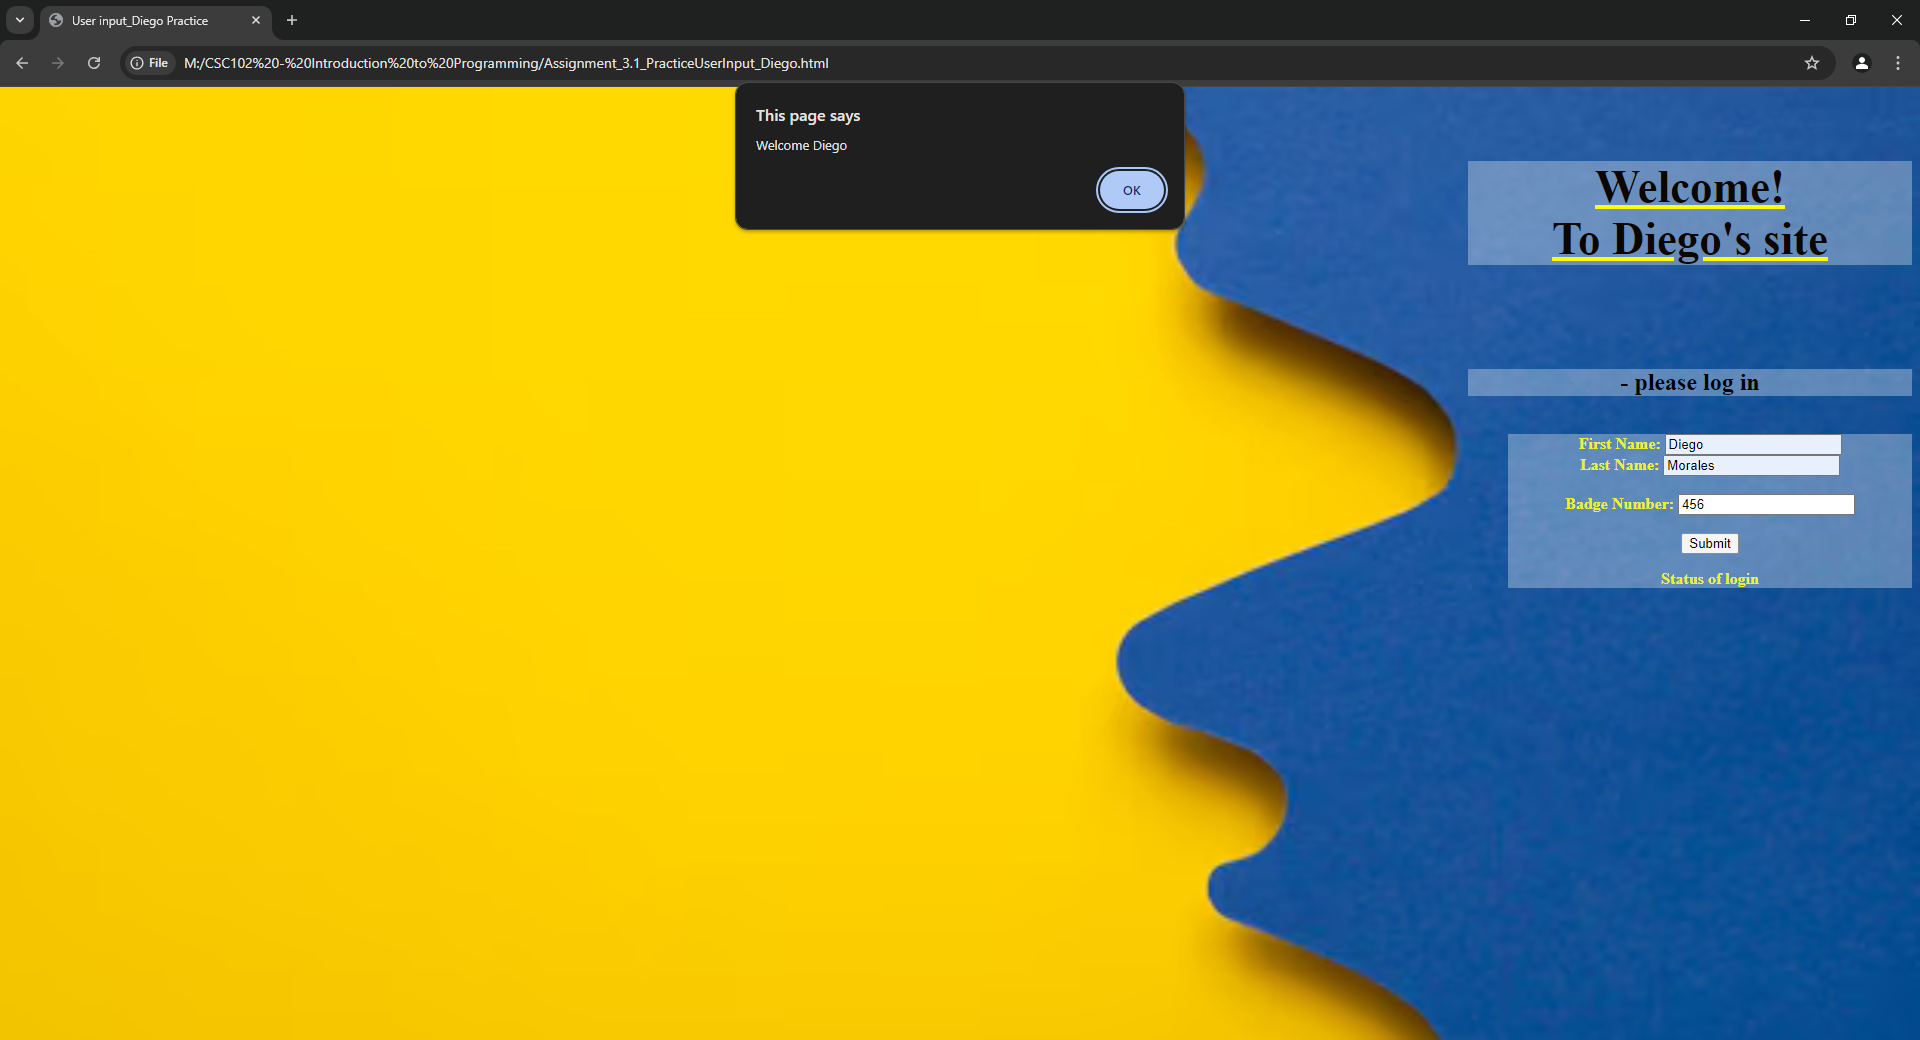 User input_Diego Practice
File
M:/CSC102%20-%20Introduction%20to%20Programming/Assignment_3.1_PracticeUserInput_Diego.html
This page says
Welcome Diego
OK
Welcome!
To Diego's site
- please log in
First Name: Diego
Last Name: Morales
Badge Number: 456
Submit
Status of login